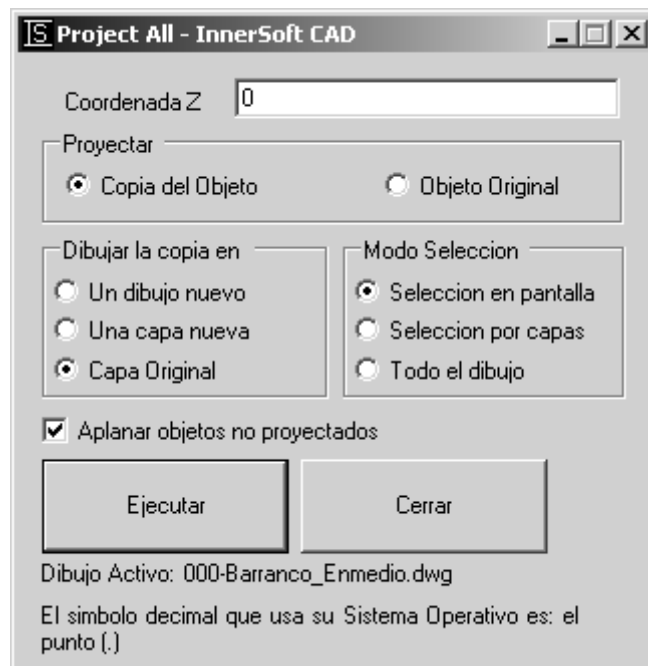 IS Project All - InnerSoft CAD
Coordenada Z 0
Proyectar
Copia del Objeto Objeto Original
Dibujar la copia en Modo Seleccion
Un dibujo nuevo Seleccion en pantalla
Una capa nueva Seleccion por capas
Capa Original Todo el dibujo
Aplanar objetos no proyectados
Ejecutar Cerrar
Dibujo Activo: 000-Barranco_Enmedio.dwg
El simbolo decimal que usa su Sistema Operativo es: el
punto (.)